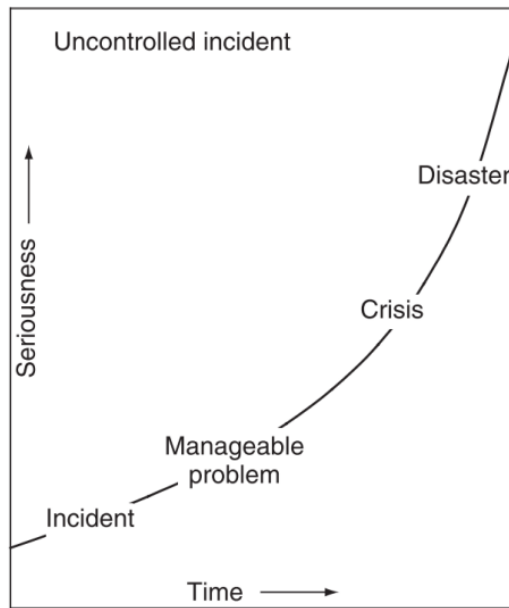 Uncontrolled incident
Disaster
Seriousness
Crisis
Manageable
problem
Incident
Time